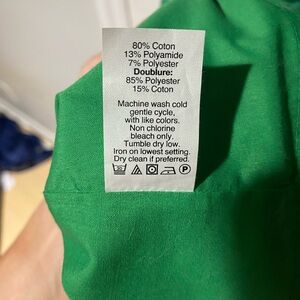 80% Coton
13% Polyamide
7% Polyester
Doublure:
85% Polyester
15% Coton
Machine wash cold
gentle cycle,
with like colors.
Non chlorine
bleach only.
Tumble dry low.
Iron on lowest setting.
Dry clean if preferred.
P